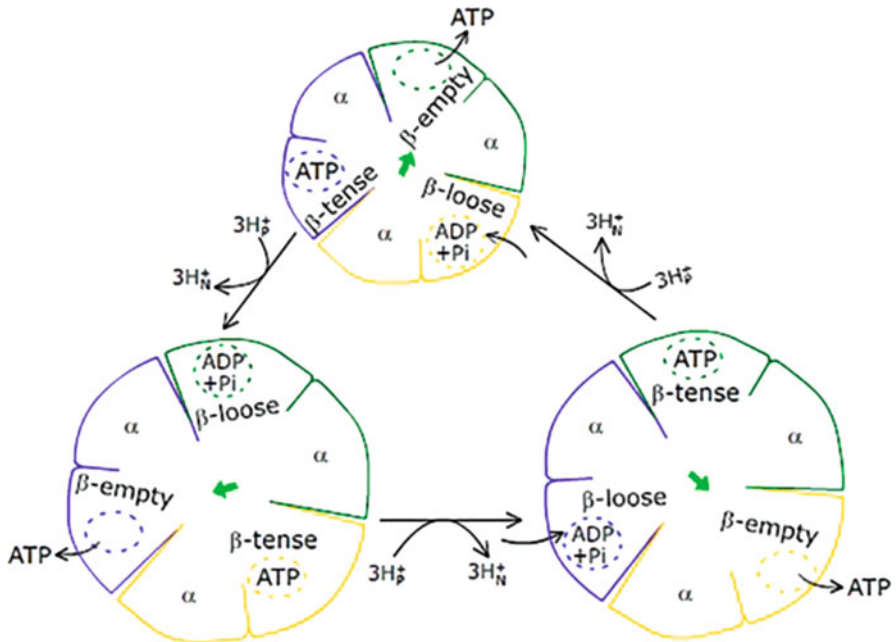 ATP
β-empty
α
α
ATP
β-tense
β-loose
α
ADP
+Pi
3H⁺P
3H⁺N
3H⁺N
3H⁺P
ADP
+Pi
β-loose
α
α
β-empty
ATP
β-tense
ATP
α
3H⁺P
3H⁺N
ATP
β-tense
α
α
β-loose
ADP
+Pi
β-empty
α
ATP